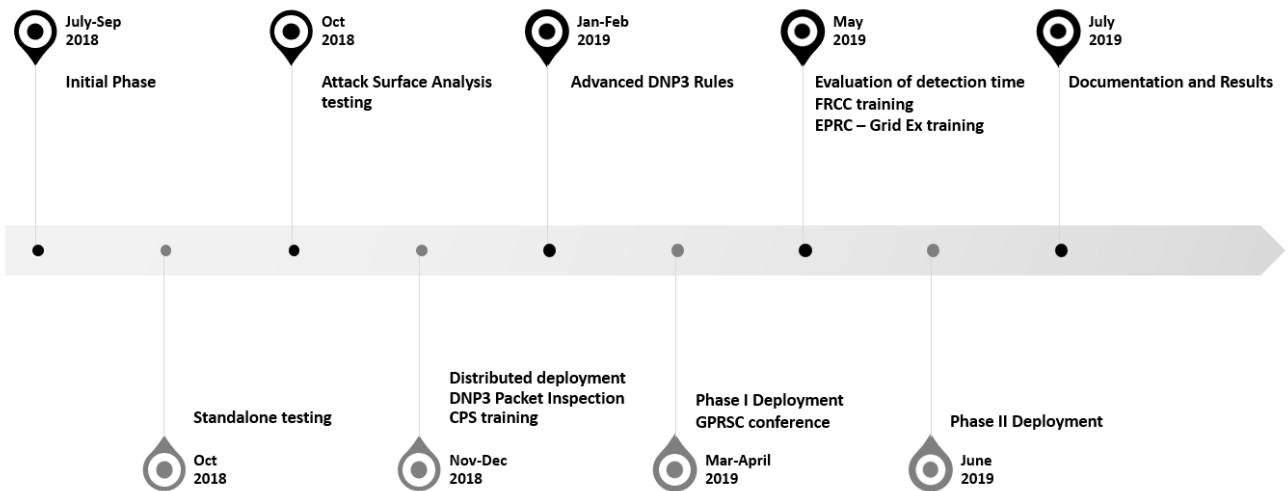 July-Sep
2018
Initial Phase
Oct
2018
Attack Surface Analysis
testing
Jan-Feb
2019
Advanced DNP3 Rules
May
2019
Evaluation of detection time
FRCC training
EPRC – Grid Ex training
July
2019
Documentation and Results
Standalone testing
Oct
2018
Distributed deployment
DNP3 Packet Inspection
CPS training
Nov-Dec
2018
Phase I Deployment
GPRSC conference
Mar-April
2019
Phase II Deployment
June
2019